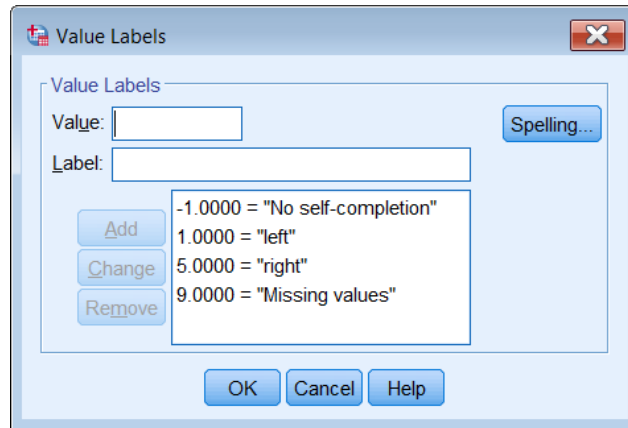 Value Labels
Value Labels
Value:
Spelling...
Label:
Add
Change
Remove
-1.0000 = "No self-completion"
1.0000 = "left"
5.0000 = "right"
9.0000 = "Missing values"
OK Cancel Help